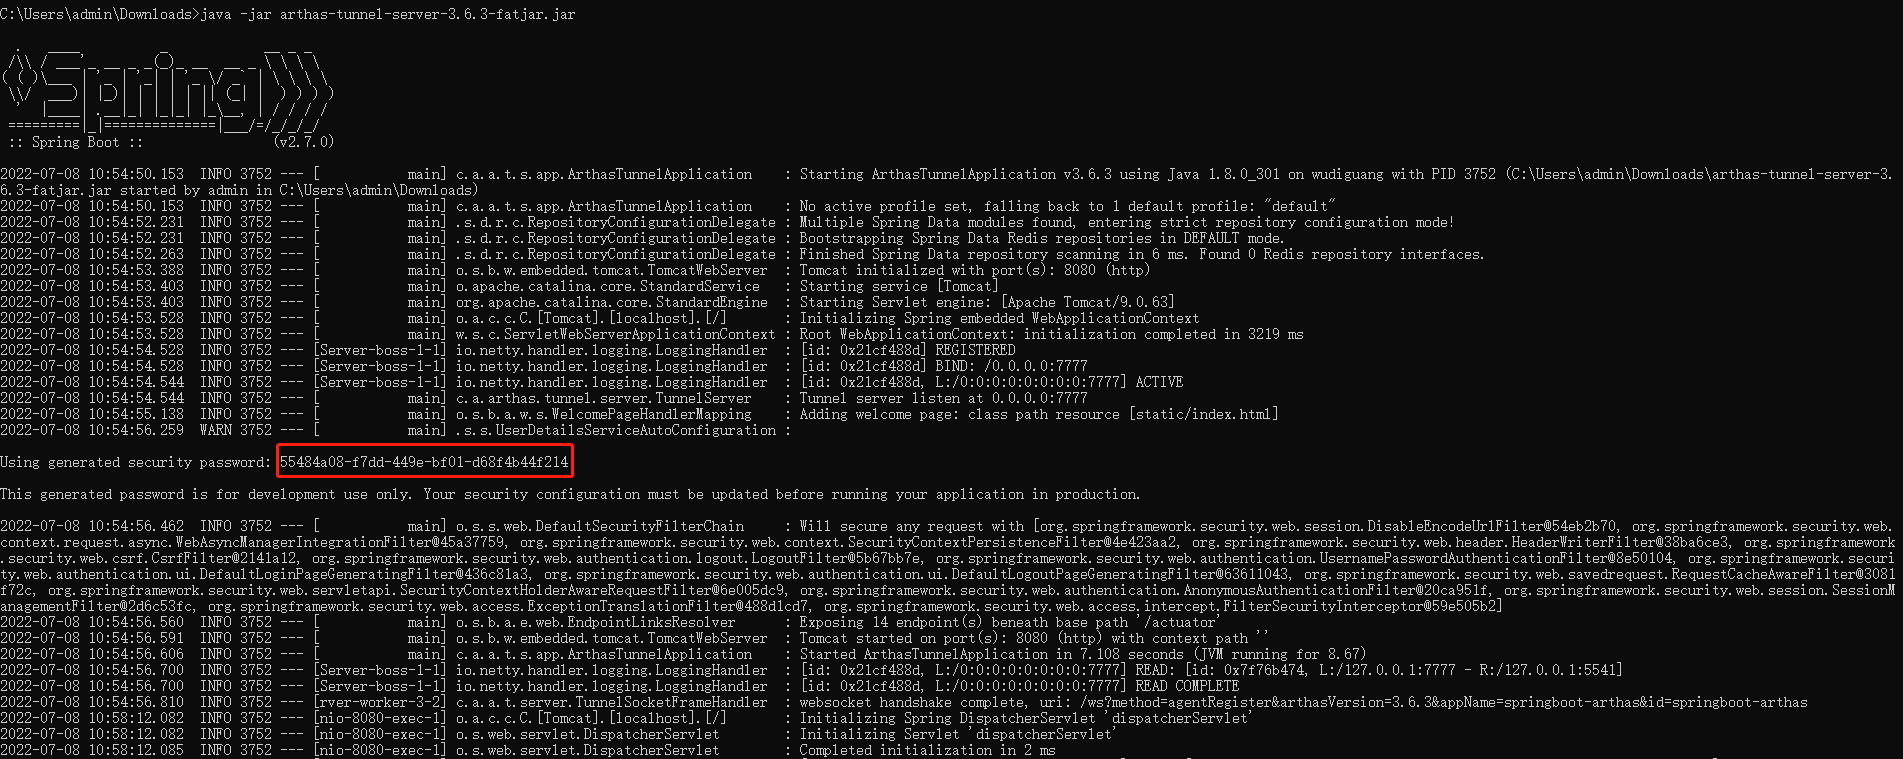 C:\Users\admin\Downloads>java -jar arthas-tunnel-server-3.6.3-fatjar.jar
  .   ____          _            __ _ _
 /\\ / ___'_ __ _ _(_)_ __  __ _ \ \ \ \
( ( )\___ | '_ | '_| | '_ \/ _` | \ \ \ \
 \\/  ___)| |_)| | | | | || (_| |  ) ) ) )
  '  |____| .__|_| |_|_| |_\__, | / / / /
 =========|_|==============|___/=/_/_/_/
 :: Spring Boot ::                (v2.7.0)
2022-07-08 10:54:50.153  INFO 3752 --- [           main] c.a.a.t.s.app.ArthasTunnelApplication    : Starting ArthasTunnelApplication v3.6.3 using Java 1.8.0_301 on wudiguang with PID 3752 (C:\Users\admin\Downloads\arthas-tunnel-server-3.
6.3-fatjar.jar started by admin in C:\Users\admin\Downloads)
2022-07-08 10:54:50.153  INFO 3752 --- [           main] c.a.a.t.s.app.ArthasTunnelApplication    : No active profile set, falling back to 1 default profile: "default"
2022-07-08 10:54:52.231  INFO 3752 --- [           main] .s.d.r.c.RepositoryConfigurationDelegate : Multiple Spring Data modules found, entering strict repository configuration mode!
2022-07-08 10:54:52.231  INFO 3752 --- [           main] .s.d.r.c.RepositoryConfigurationDelegate : Bootstrapping Spring Data Redis repositories in DEFAULT mode.
2022-07-08 10:54:52.263  INFO 3752 --- [           main] .s.d.r.c.RepositoryConfigurationDelegate : Finished Spring Data repository scanning in 6 ms. Found 0 Redis repository interfaces.
2022-07-08 10:54:53.388  INFO 3752 --- [           main] o.s.b.w.embedded.tomcat.TomcatWebServer  : Tomcat initialized with port(s): 8080 (http)
2022-07-08 10:54:53.403  INFO 3752 --- [           main] o.apache.catalina.core.StandardService   : Starting service [Tomcat]
2022-07-08 10:54:53.403  INFO 3752 --- [           main] org.apache.catalina.core.StandardEngine  : Starting Servlet engine: [Apache Tomcat/9.0.63]
2022-07-08 10:54:53.528  INFO 3752 --- [           main] o.a.c.c.C.[Tomcat].[localhost].[/]       : Initializing Spring embedded WebApplicationContext
2022-07-08 10:54:53.528  INFO 3752 --- [           main] w.s.c.ServletWebServerApplicationContext : Root WebApplicationContext: initialization completed in 3219 ms
2022-07-08 10:54:54.528  INFO 3752 --- [Server-boss-1-1] io.netty.handler.logging.LoggingHandler  : [id: 0x21cf488d] REGISTERED
2022-07-08 10:54:54.528  INFO 3752 --- [Server-boss-1-1] io.netty.handler.logging.LoggingHandler  : [id: 0x21cf488d] BIND: /0.0.0.0:7777
2022-07-08 10:54:54.544  INFO 3752 --- [Server-boss-1-1] io.netty.handler.logging.LoggingHandler  : [id: 0x21cf488d, L:/0:0:0:0:0:0:0:0:7777] ACTIVE
2022-07-08 10:54:54.544  INFO 3752 --- [           main] c.a.arthas.tunnel.server.TunnelServer    : Tunnel server listen at 0.0.0.0:7777
2022-07-08 10:54:55.138  INFO 3752 --- [           main] o.s.b.a.w.s.WelcomePageHandlerMapping    : Adding welcome page: class path resource [static/index.html]
2022-07-08 10:54:56.259  WARN 3752 --- [           main] .s.s.UserDetailsServiceAutoConfiguration :
Using generated security password: 55484a08-f7dd-449e-bf01-d68f4b44f214
This generated password is for development use only. Your security configuration must be updated before running your application in production.
2022-07-08 10:54:56.462  INFO 3752 --- [           main] o.s.s.web.DefaultSecurityFilterChain     : Will secure any request with [org.springframework.security.web.session.DisableEncodeUrlFilter@54eb2b70, org.springframework.security.web.
context.request.async.WebAsyncManagerIntegrationFilter@45a37759, org.springframework.security.web.context.SecurityContextPersistenceFilter@4e423aa2, org.springframework.security.web.header.HeaderWriterFilter@38ba6ce3, org.springframework
.security.web.csrf.CsrfFilter@2141a12, org.springframework.security.web.authentication.logout.LogoutFilter@5b67bb7e, org.springframework.security.web.authentication.UsernamePasswordAuthenticationFilter@8e50104, org.springframework.securi
ty.web.authentication.ui.DefaultLoginPageGeneratingFilter@436c81a3, org.springframework.security.web.authentication.ui.DefaultLogoutPageGeneratingFilter@63611043, org.springframework.security.web.savedrequest.RequestCacheAwareFilter@3081
f72c, org.springframework.security.web.servletapi.SecurityContextHolderAwareRequestFilter@6e005dc9, org.springframework.security.web.authentication.AnonymousAuthenticationFilter@20ca951f, org.springframework.security.web.session.SessionM
anagementFilter@2d6c53fc, org.springframework.security.web.access.ExceptionTranslationFilter@488d1cd7, org.springframework.security.web.access.intercept.FilterSecurityInterceptor@59e505b2]
2022-07-08 10:54:56.560  INFO 3752 --- [           main] o.s.b.a.e.web.EndpointLinksResolver      : Exposing 14 endpoint(s) beneath base path '/actuator'
2022-07-08 10:54:56.591  INFO 3752 --- [           main] o.s.b.w.embedded.tomcat.TomcatWebServer  : Tomcat started on port(s): 8080 (http) with context path ''
2022-07-08 10:54:56.606  INFO 3752 --- [           main] c.a.a.t.s.app.ArthasTunnelApplication    : Started ArthasTunnelApplication in 7.108 seconds (JVM running for 8.67)
2022-07-08 10:54:56.700  INFO 3752 --- [Server-boss-1-1] io.netty.handler.logging.LoggingHandler  : [id: 0x21cf488d, L:/0:0:0:0:0:0:0:0:7777] READ: [id: 0x7f76b474, L:/127.0.0.1:7777 - R:/127.0.0.1:5541]
2022-07-08 10:54:56.700  INFO 3752 --- [Server-boss-1-1] io.netty.handler.logging.LoggingHandler  : [id: 0x21cf488d, L:/0:0:0:0:0:0:0:0:7777] READ COMPLETE
2022-07-08 10:54:56.810  INFO 3752 --- [rver-worker-3-2] c.a.a.t.server.TunnelSocketFrameHandler  : websocket handshake complete, uri: /ws?method=agentRegister&arthasVersion=3.6.3&appName=springboot-arthas&id=springboot-arthas
2022-07-08 10:58:12.082  INFO 3752 --- [nio-8080-exec-1] o.a.c.c.C.[Tomcat].[localhost].[/]       : Initializing Spring DispatcherServlet 'dispatcherServlet'
2022-07-08 10:58:12.082  INFO 3752 --- [nio-8080-exec-1] o.s.web.servlet.DispatcherServlet        : Initializing Servlet 'dispatcherServlet'
2022-07-08 10:58:12.085  INFO 3752 --- [nio-8080-exec-1] o.s.web.servlet.DispatcherServlet        : Completed initialization in 2 ms